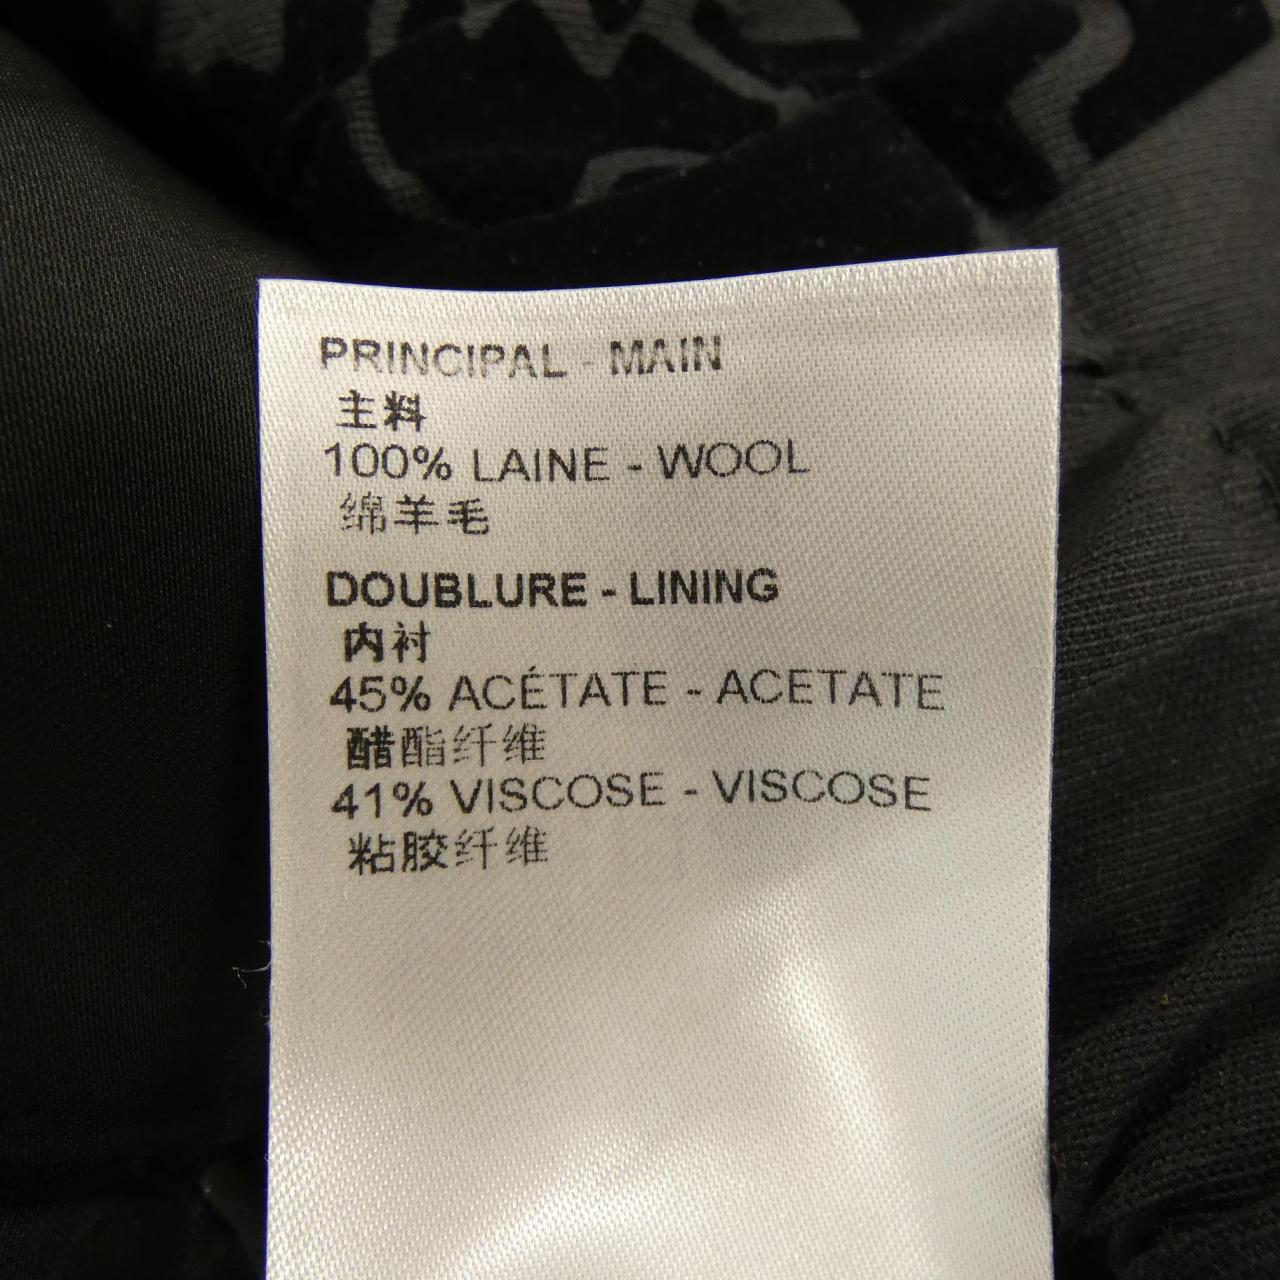 PRINCIPAL - MAIN
主料
100% LAINE - WOOL
绵羊毛
DOUBLURE - LINING
内衬
45% ACÉTATE - ACETATE
醋酯纤维
41% VISCOSE - VISCOSE
粘胶纤维